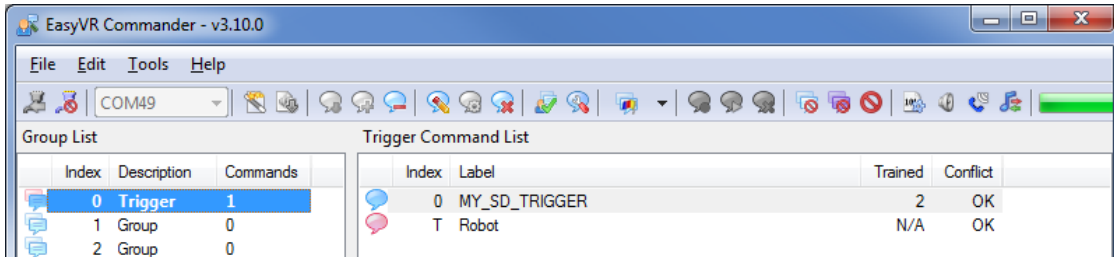 EasyVR Commander - v3.10.0
File Edit Tools Help
COM49
Group List Trigger Command List
Index Description Commands Index Label Trained Conflict
0 Trigger 1 0 MY_SD_TRIGGER 2 OK
1 Group 0 T Robot N/A OK
2 Group 0